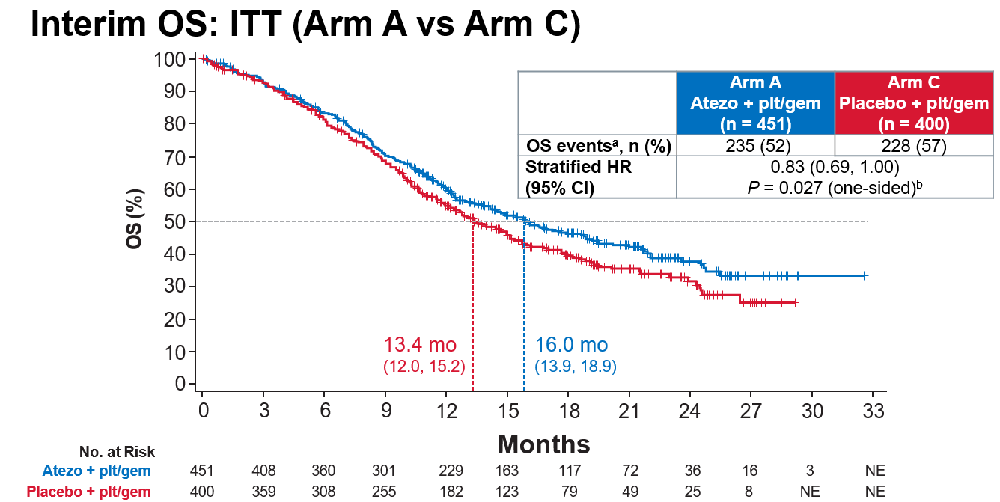 Interim OS: ITT (Arm A vs Arm C)
Arm A
Atezo + plt/gem
(n = 451)
Arm C
Placebo + plt/gem
(n = 400)
OS eventsᵃ, n (%) 235 (52) 228 (57)
Stratified HR
(95% CI)
0.83 (0.69, 1.00)
P = 0.027 (one-sided)ᵇ
OS (%)
100
90
80
70
60
50
40
30
20
10
0
13.4 mo
(12.0, 15.2)
16.0 mo
(13.9, 18.9)
0 3 6 9 12 15 18 21 24 27 30 33
Months
No. at Risk
Atezo + plt/gem 451 408 360 301 229 163 117 72 36 16 3 NE
Placebo + plt/gem 400 359 308 255 182 123 79 49 25 8 NE NE